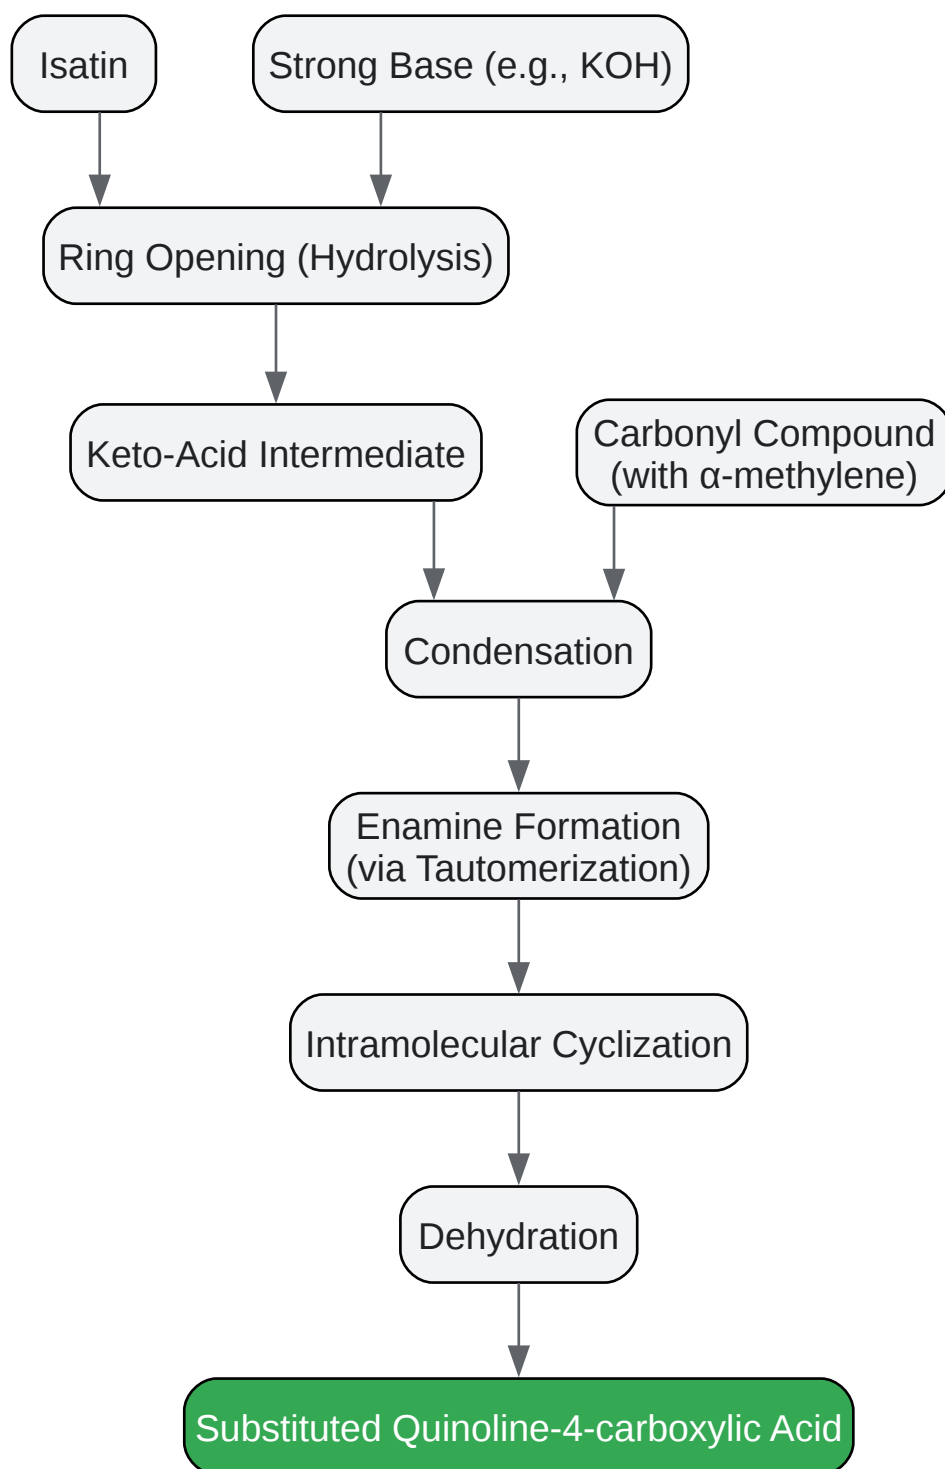 Isatin
Strong Base (e.g., KOH)
Ring Opening (Hydrolysis)
Keto-Acid Intermediate
Carbonyl Compound
(with α-methylene)
Condensation
Enamine Formation
(via Tautomerization)
Intramolecular Cyclization
Dehydration
Substituted Quinoline-4-carboxylic Acid